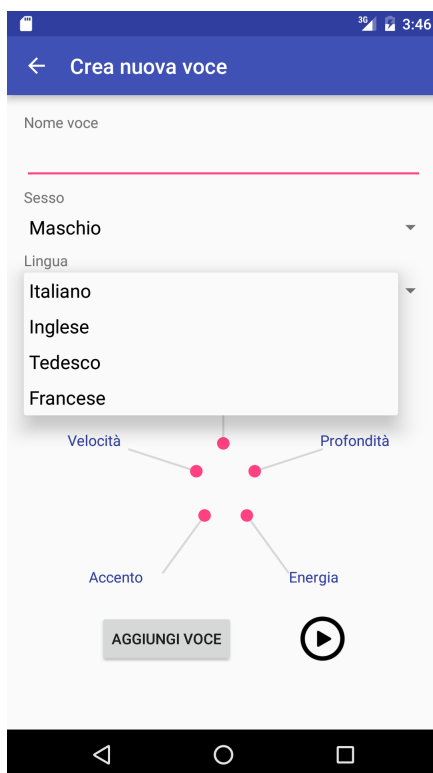 3G 3:46
Crea nuova voce
Nome voce
Sesso
Maschio
Lingua
Italiano
Inglese
Tedesco
Francese
Velocità Profondità
Accento Energia
AGGIUNGI VOCE